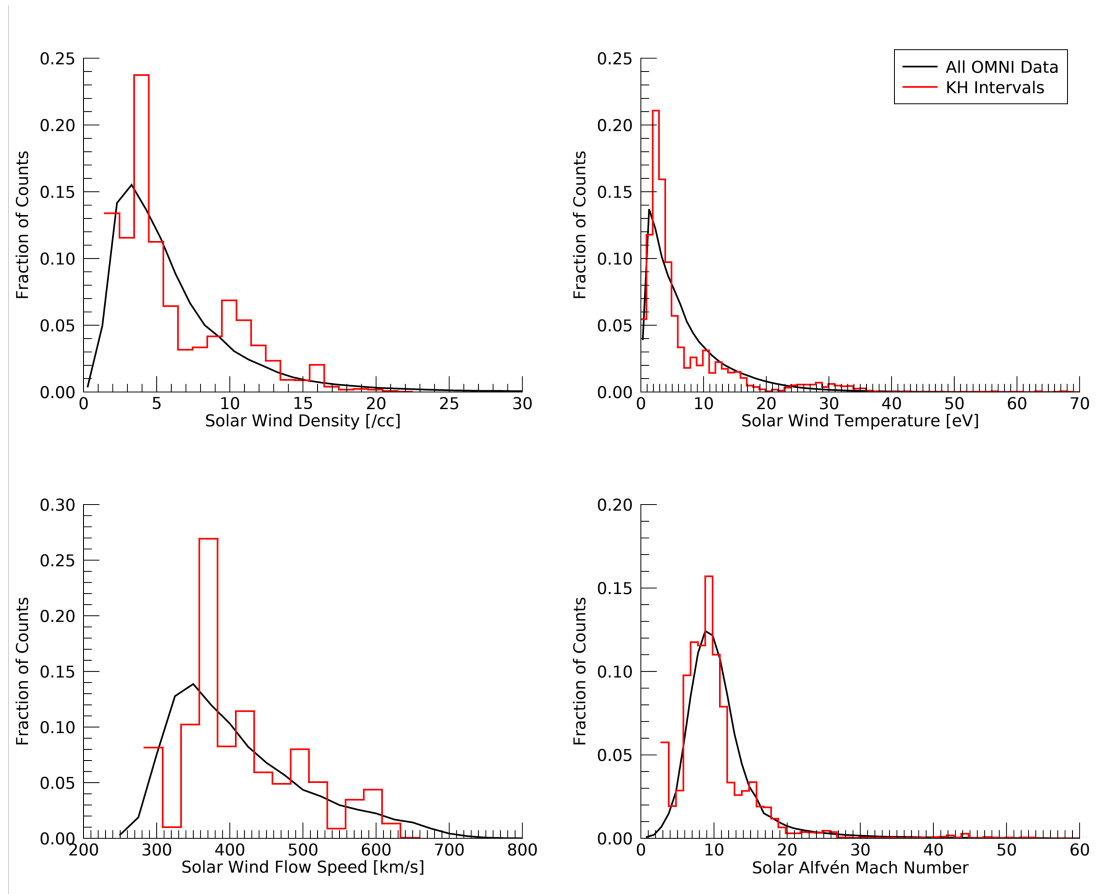 0.25
0.20
0.15
0.10
0.05
0.00
Fraction of Counts
0 5 10 15 20 25 30
Solar Wind Density [/cc]
All OMNI Data
KH Intervals
0.25
0.20
0.15
0.10
0.05
0.00
Fraction of Counts
0 10 20 30 40 50 60 70
Solar Wind Temperature [eV]
0.30
0.25
0.20
0.15
0.10
0.05
0.00
Fraction of Counts
200 300 400 500 600 700 800
Solar Wind Flow Speed [km/s]
0.20
0.15
0.10
0.05
0.00
Fraction of Counts
0 10 20 30 40 50 60
Solar Alfvén Mach Number